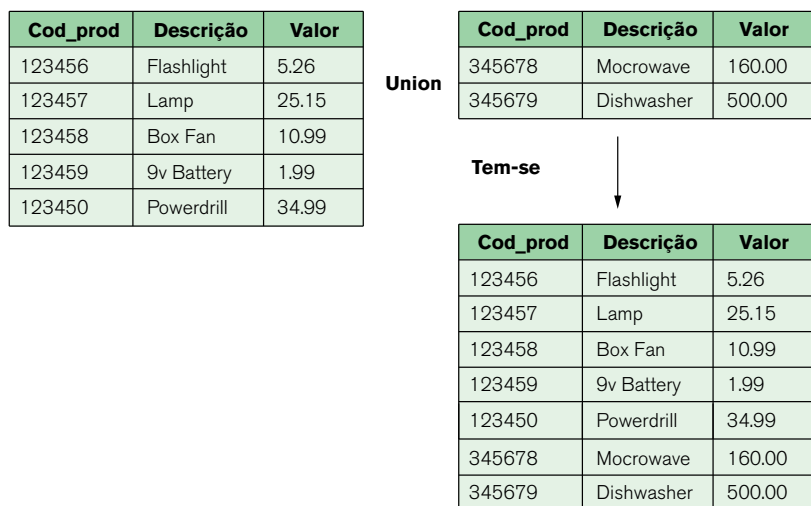 Cod_prod Descrição Valor
123456 Flashlight 5.26
123457 Lamp 25.15
123458 Box Fan 10.99
123459 9v Battery 1.99
123450 Powerdrill 34.99
Union
Cod_prod Descrição Valor
345678 Mocrowave 160.00
345679 Dishwasher 500.00
Tem-se
Cod_prod Descrição Valor
123456 Flashlight 5.26
123457 Lamp 25.15
123458 Box Fan 10.99
123459 9v Battery 1.99
123450 Powerdrill 34.99
345678 Mocrowave 160.00
345679 Dishwasher 500.00